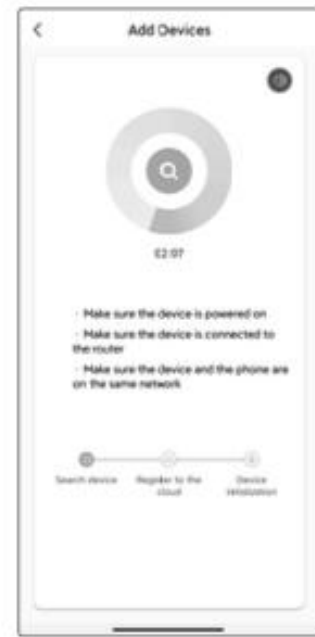 Add Devices
02:07
· Make sure the device is powered on
· Make sure the device is connected to
the router
· Make sure the device and the phone are
on the same network
Search device
Register to the
cloud
Device
initialization